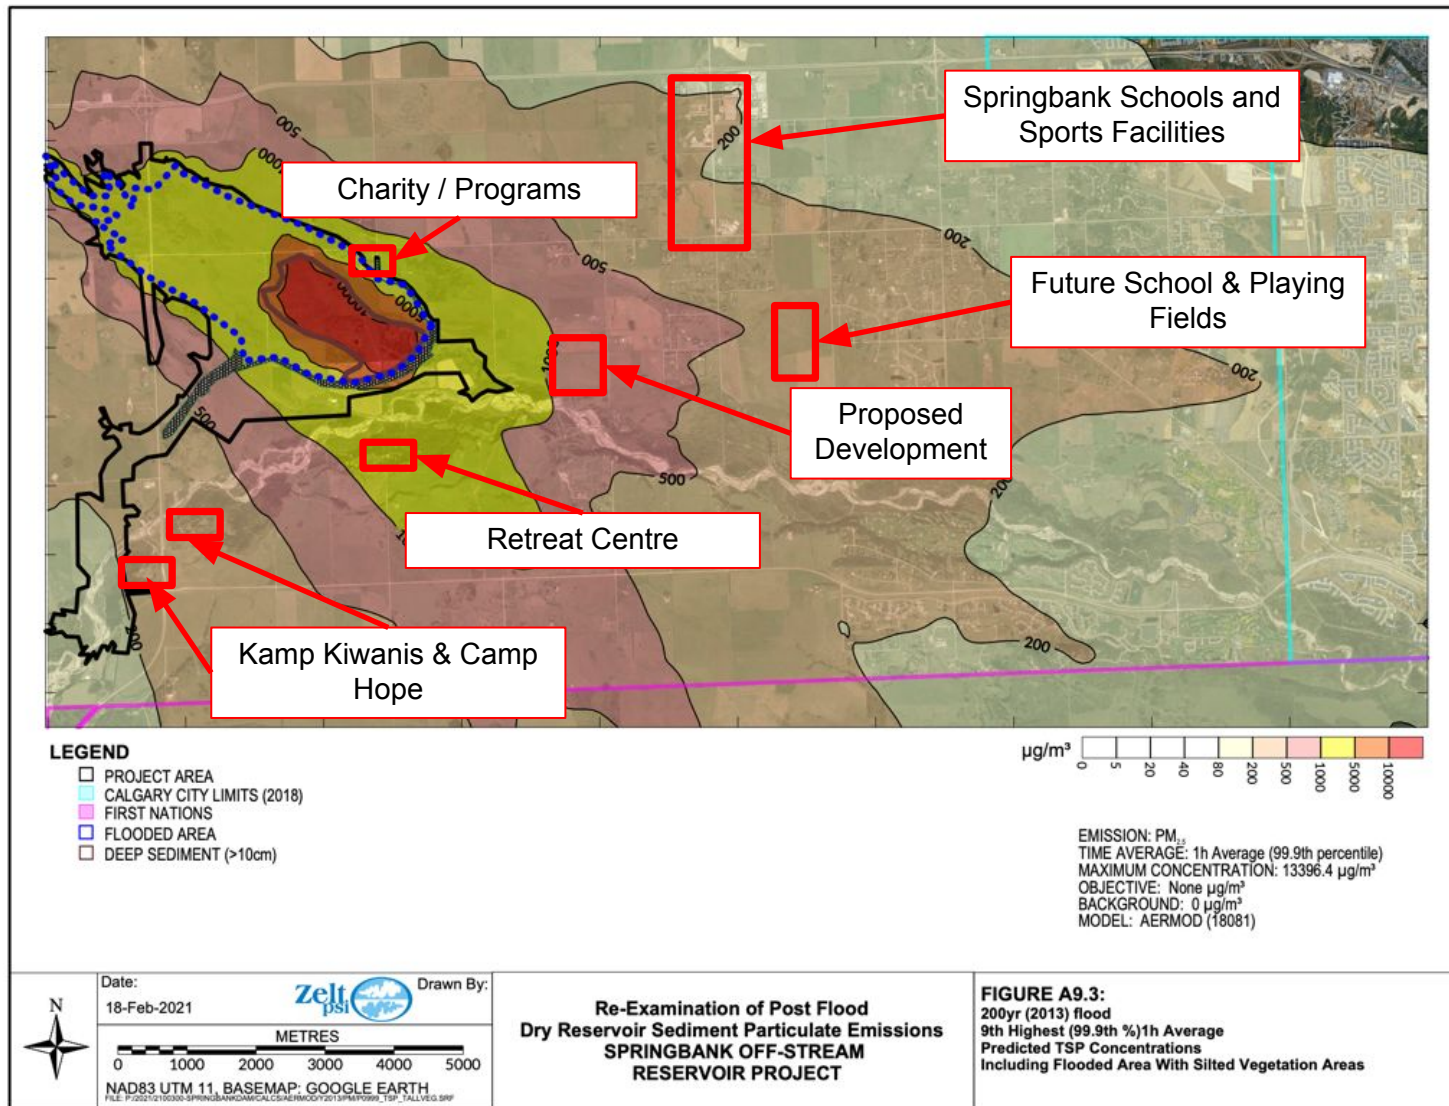 Springbank Schools and
Sports Facilities
Charity / Programs
Future School & Playing
Fields
Proposed
Development
Retreat Centre
Kamp Kiwanis & Camp
Hope
500
1000
200
500
200
5000
10000
1000
200
500
500
200
200
200
LEGEND
PROJECT AREA
CALGARY CITY LIMITS (2018)
FIRST NATIONS
FLOODED AREA
DEEP SEDIMENT (>10cm)
µg/m³
0 5 20 40 80 200 500 1000 5000 10000
EMISSION: PM2.5
TIME AVERAGE: 1h Average (99.9th percentile)
MAXIMUM CONCENTRATION: 13396.4 µg/m³
OBJECTIVE: None µg/m³
BACKGROUND: 0 µg/m³
MODEL: AERMOD (18081)
N
Date:
18-Feb-2021
Zelt
psi
Drawn By:
METRES
0 1000 2000 3000 4000 5000
NAD83 UTM 11, BASEMAP: GOOGLE EARTH
Re-Examination of Post Flood
Dry Reservoir Sediment Particulate Emissions
SPRINGBANK OFF-STREAM
RESERVOIR PROJECT
FIGURE A9.3:
200yr (2013) flood
9th Highest (99.9th %)1h Average
Predicted TSP Concentrations
Including Flooded Area With Silted Vegetation Areas